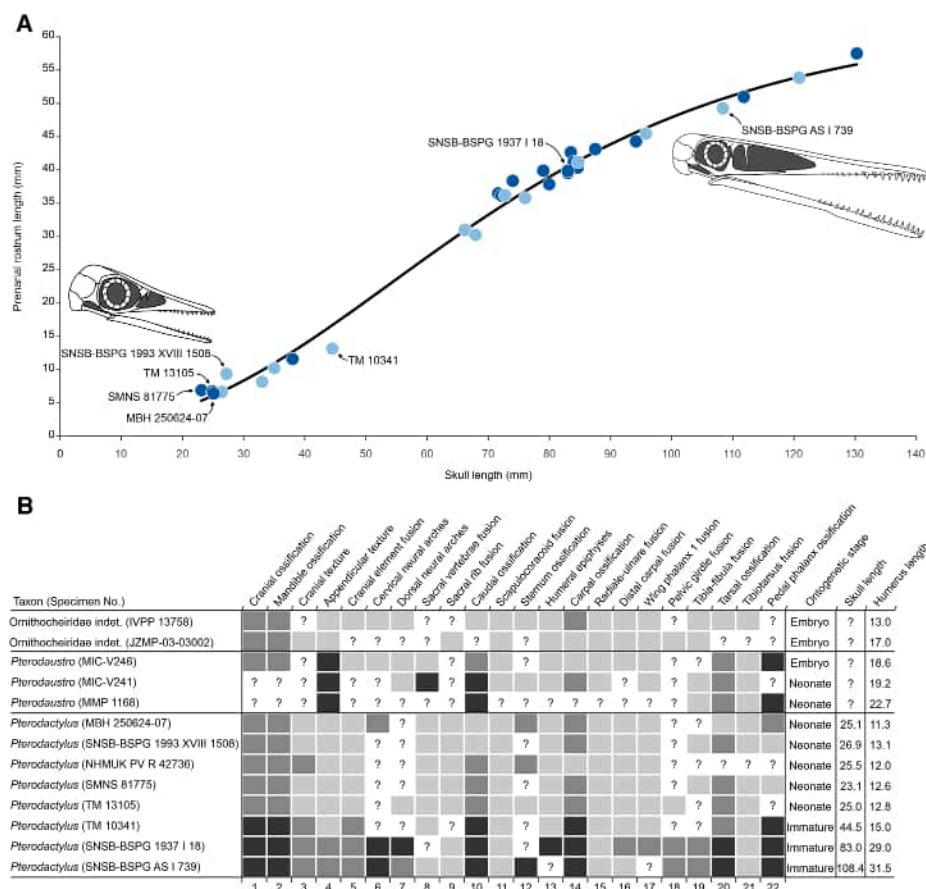 A
60
55
50
45
40
35
30
25
20
15
10
5
0
Prenarial rostrum length (mm)
SNSB-BSPG 1937 I 18
SNSB-BSPG AS I 739
SNSB-BSPG 1993 XVIII 1508
TM 13105
SMNS 81775
MBH 250624-07
TM 10341
0 10 20 30 40 50 60 70 80 90 100 110 120 130 140
Skull length (mm)
B
Taxon (Specimen No.) Cranial ossification Mandible ossification Cranial texture Appendicular texture Cranial element fusion Cervical neural arches Dorsal neural arches Sacral vertebrae fusion Sacral rib fusion Caudal ossification Scapulocoracoid fusion Sternum ossification Humeral epiphyses Carpal ossification Radiale-ulnare fusion Distal carpal fusion Wing phalanx 1 fusion Pelvic girdle fusion Tibia-fibula fusion Tarsal ossification Tibiotarsus fusion Pedal phalanx ossification Ontogenetic stage Skull length Humerus length
Ornithocheiridae indet. (IVPP 13758) ? ? ? ? ? Embryo ? 13.0
Ornithocheiridae indet. (JZMP-03-03002) ? ? ? ? ? ? ? ? ? Embryo ? 17.0
Pterodaustro (MIC-V246) ? ? ? ? Embryo ? 18.6
Pterodaustro (MIC-V241) ? ? ? ? ? ? ? ? ? ? Neonate ? 19.2
Pterodaustro (MMP 1168) ? ? ? ? ? ? ? ? ? ? ? ? ? ? ? ? Neonate ? 22.7
Pterodactylus (MBH 250624-07) ? ? ? Neonate 25.1 11.3
Pterodactylus (SNSB-BSPG 1993 XVIII 1508) ? ? ? ? Neonate 26.9 13.1
Pterodactylus (NHMUK PV R 42736) ? ? ? ? ? ? ? Neonate 25.5 12.0
Pterodactylus (SMNS 81775) ? ? ? ? Neonate 23.1 12.6
Pterodactylus (TM 13105) ? ? ? Neonate 25.0 12.8
Pterodactylus (TM 10341) ? ? ? ? ? ? Immature 44.5 15.0
Pterodactylus (SNSB-BSPG 1937 I 18) ? ? Immature 83.0 29.0
Pterodactylus (SNSB-BSPG AS I 739) ? ? Immature 108.4 31.5
1 2 3 4 5 6 7 8 9 10 11 12 13 14 15 16 17 18 19 20 21 22